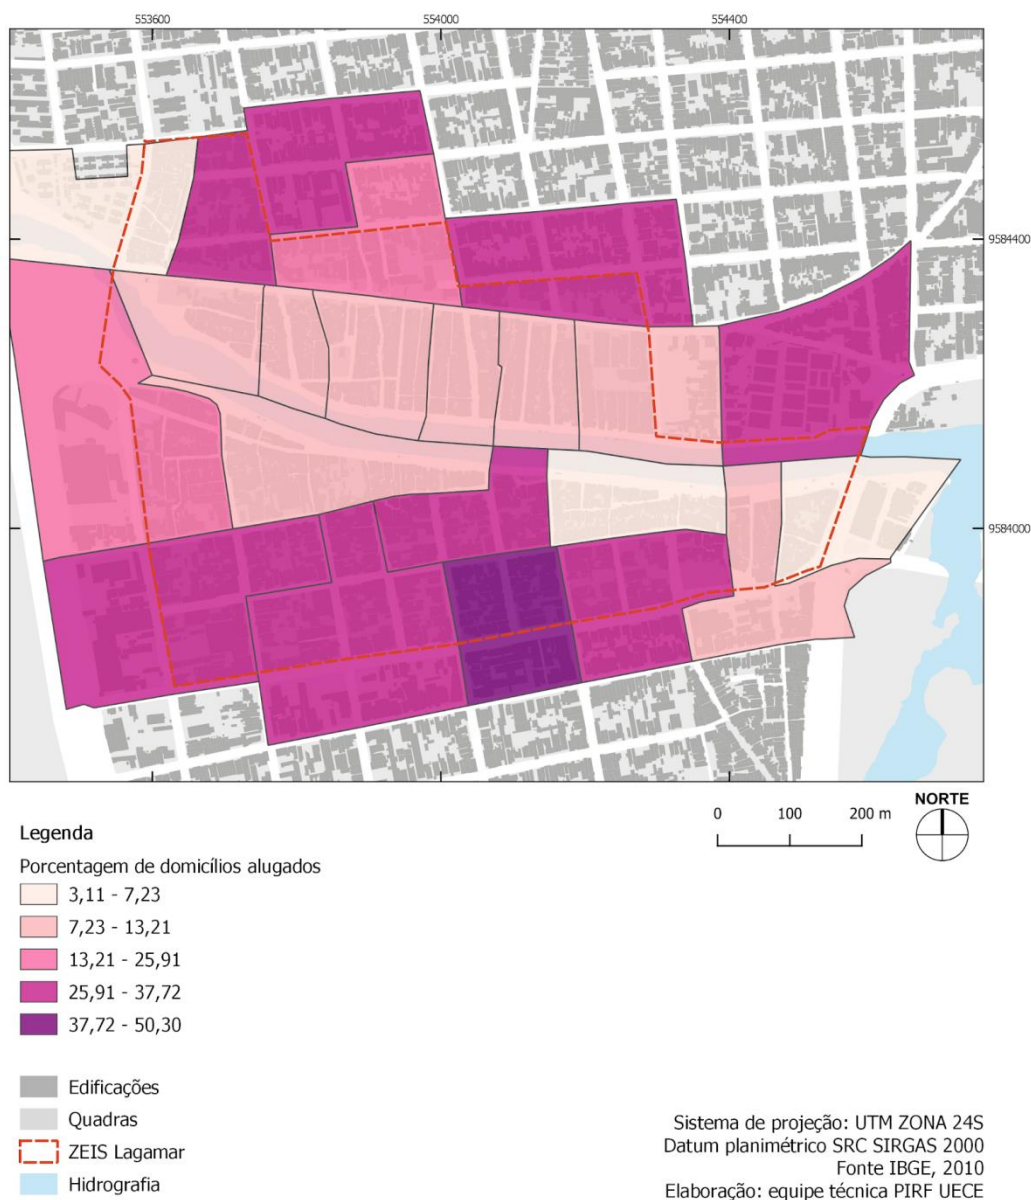 553600
554000
554400
9584400
9584000
0 100 200 m
NORTE
Legenda
Porcentagem de domicílios alugados
3,11 - 7,23
7,23 - 13,21
13,21 - 25,91
25,91 - 37,72
37,72 - 50,30
Edificações
Quadras
ZEIS Lagamar
Hidrografia
Sistema de projeção: UTM ZONA 24S
Datum planimétrico SRC SIRGAS 2000
Fonte IBGE, 2010
Elaboração: equipe técnica PIRF UECE